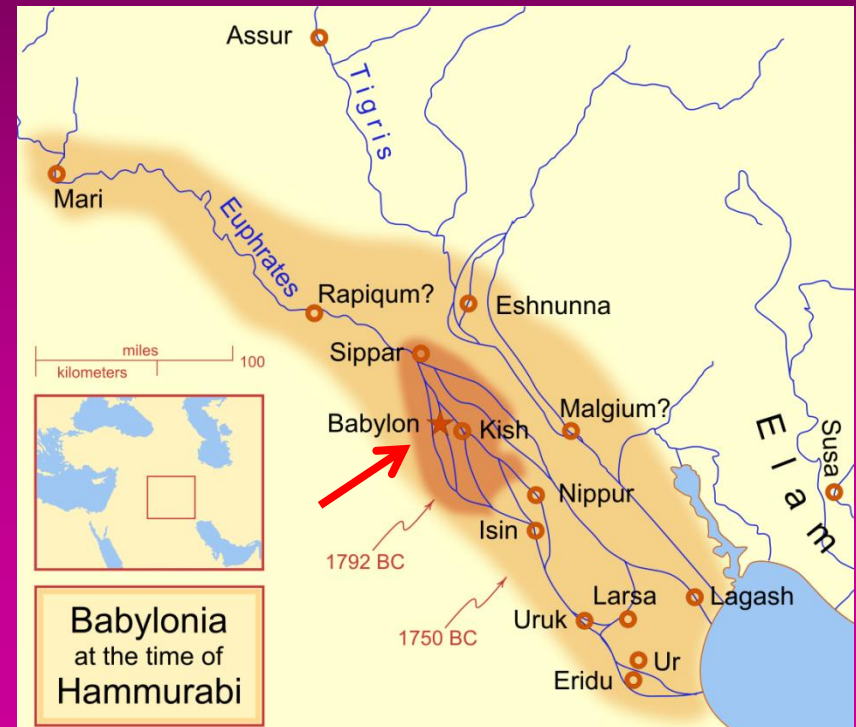 Assur
Tigris
Mari
Euphrates
Rapiqum?
Eshnunna
Sippar
miles
100
kilometers
Babylon
Kish
Malgium?
Elam
Susa
Nippur
Isin
1792 BC
Larsa
Lagash
Uruk
1750 BC
Ur
Eridu
Babylonia
at the time of
Hammurabi